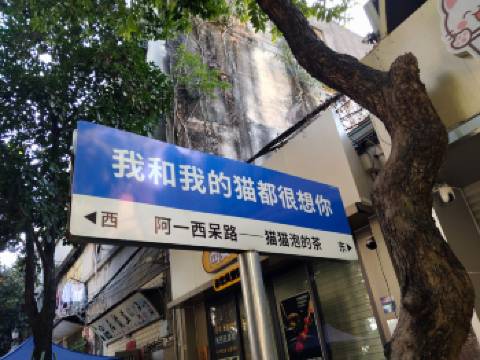 我和我的猫都很想你
西 阿一西呆路——猫猫泡的茶 东